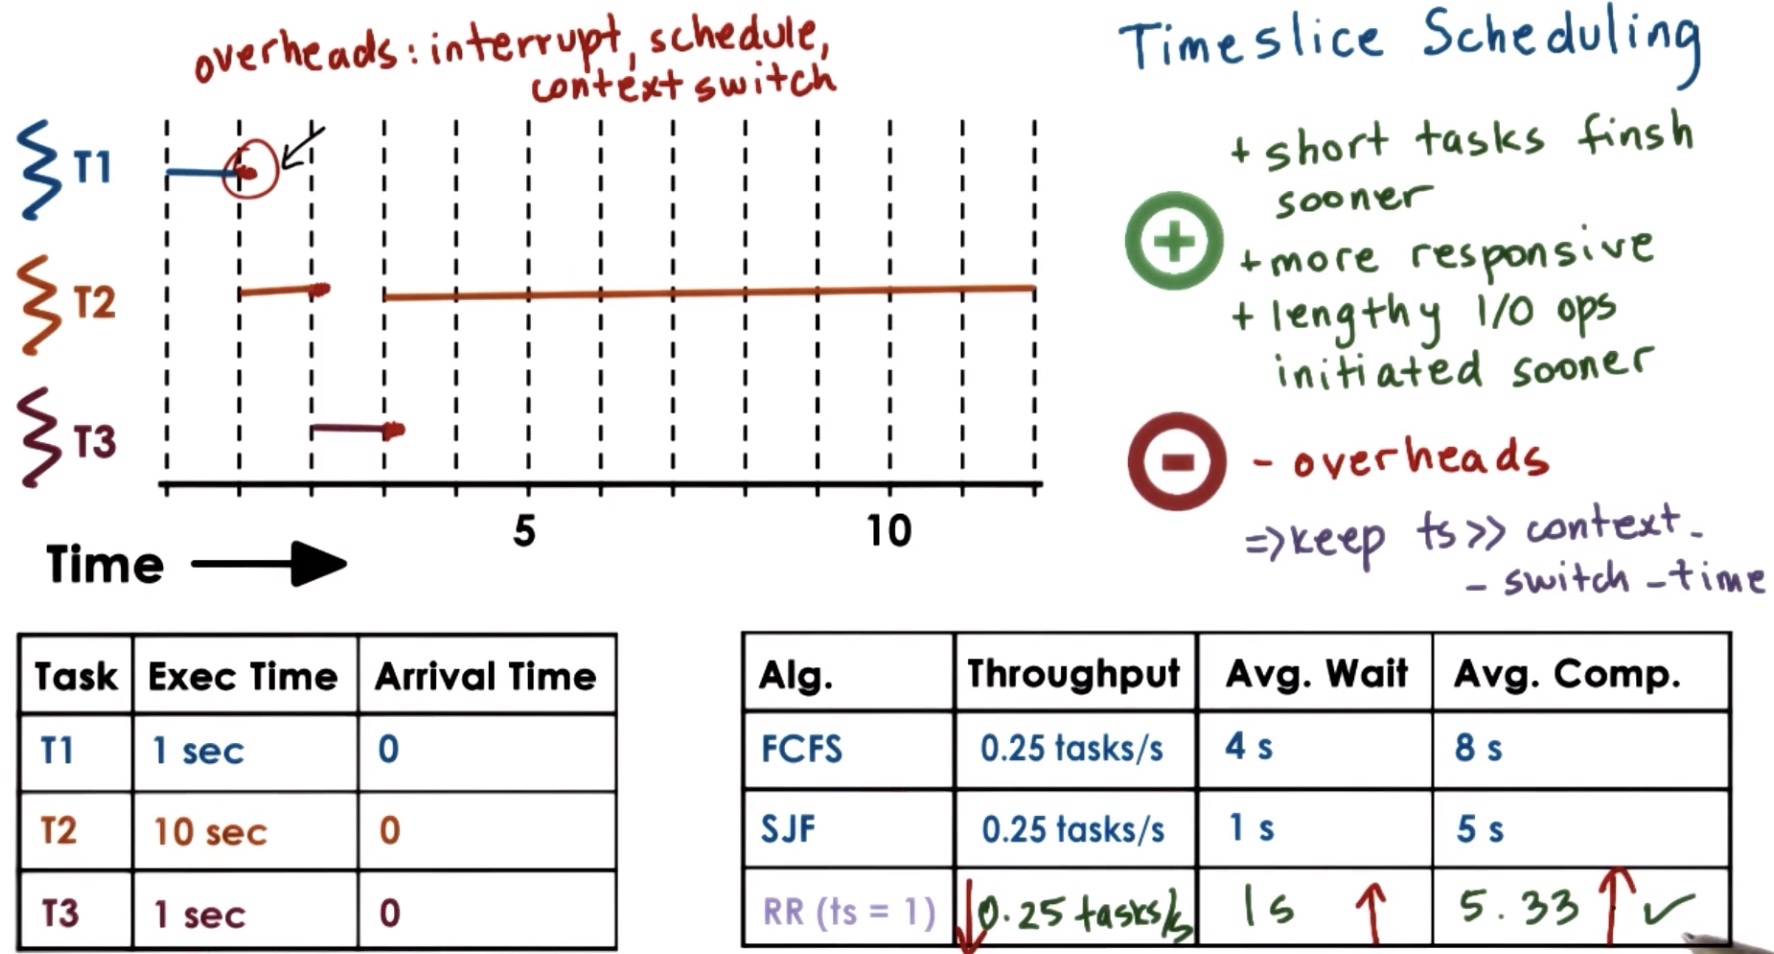 overheads: interrupt, schedule,
context switch
Timeslice Scheduling
+ short tasks finsh
sooner
+ more responsive
+ lengthy I/O ops
initiated sooner
- overheads
=> keep ts >> context-
- switch - time
T1
T2
T3
5 10
Time
Task Exec Time Arrival Time
T1 1 sec 0
T2 10 sec 0
T3 1 sec 0
Alg. Throughput Avg. Wait Avg. Comp.
FCFS 0.25 tasks/s 4 s 8 s
SJF 0.25 tasks/s 1 s 5 s
RR (ts = 1) ↓ 0.25 tasks/s 1s ↑ 5.33 ↑ ✓